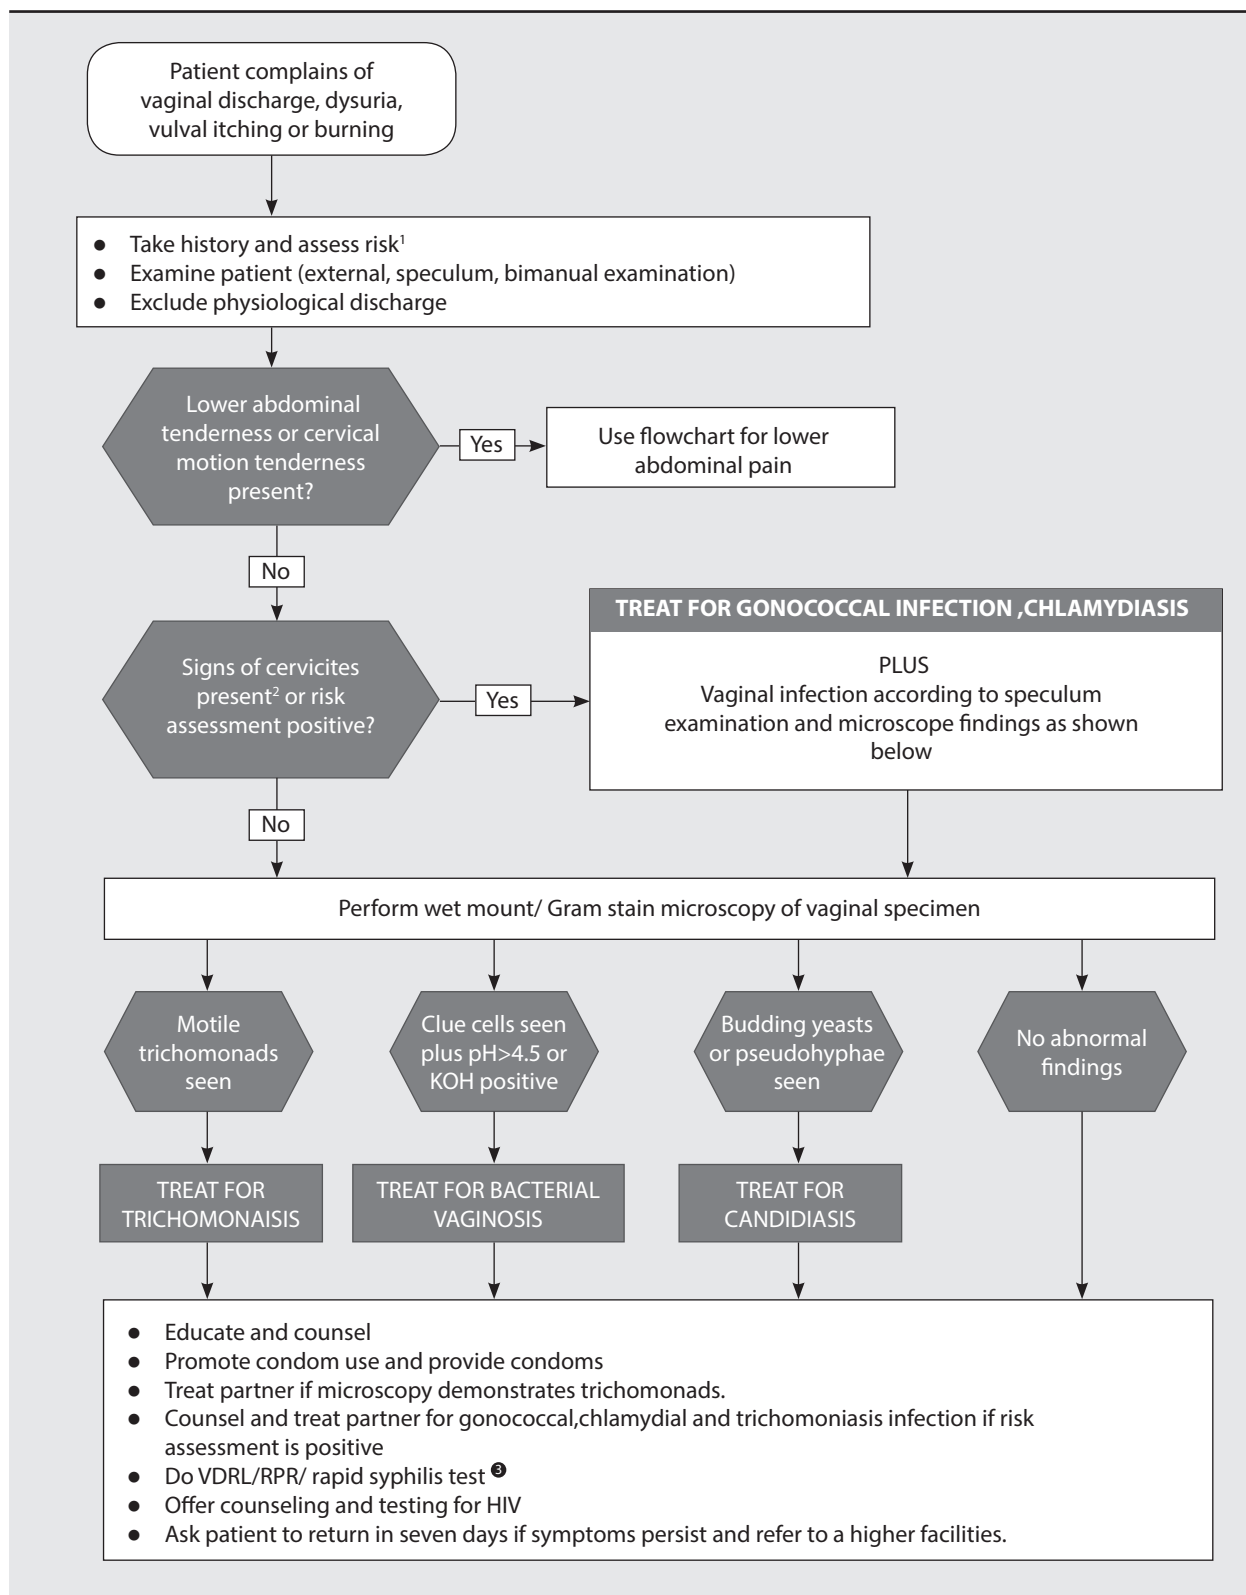 Patient complains of
vaginal discharge, dysuria,
vulval itching or burning
● Take history and assess risk¹
● Examine patient (external, speculum, bimanual examination)
● Exclude physiological discharge
Lower abdominal
tenderness or cervical
motion tenderness
present?
Yes
Use flowchart for lower
abdominal pain
No
TREAT FOR GONOCOCCAL INFECTION ,CHLAMYDIASIS
PLUS
Vaginal infection according to speculum
examination and microscope findings as shown
below
Signs of cervicites
present² or risk
assessment positive?
Yes
No
Perform wet mount/ Gram stain microscopy of vaginal specimen
Motile
trichomonads
seen
Clue cells seen
plus pH>4.5 or
KOH positive
Budding yeasts
or pseudohyphae
seen
No abnormal
findings
TREAT FOR
TRICHOMONAISIS
TREAT FOR BACTERIAL
VAGINOSIS
TREAT FOR
CANDIDIASIS
● Educate and counsel
● Promote condom use and provide condoms
● Treat partner if microscopy demonstrates trichomonads.
● Counsel and treat partner for gonococcal,chlamydial and trichomoniasis infection if risk
assessment is positive
● Do VDRL/RPR/ rapid syphilis test ❸
● Offer counseling and testing for HIV
● Ask patient to return in seven days if symptoms persist and refer to a higher facilities.